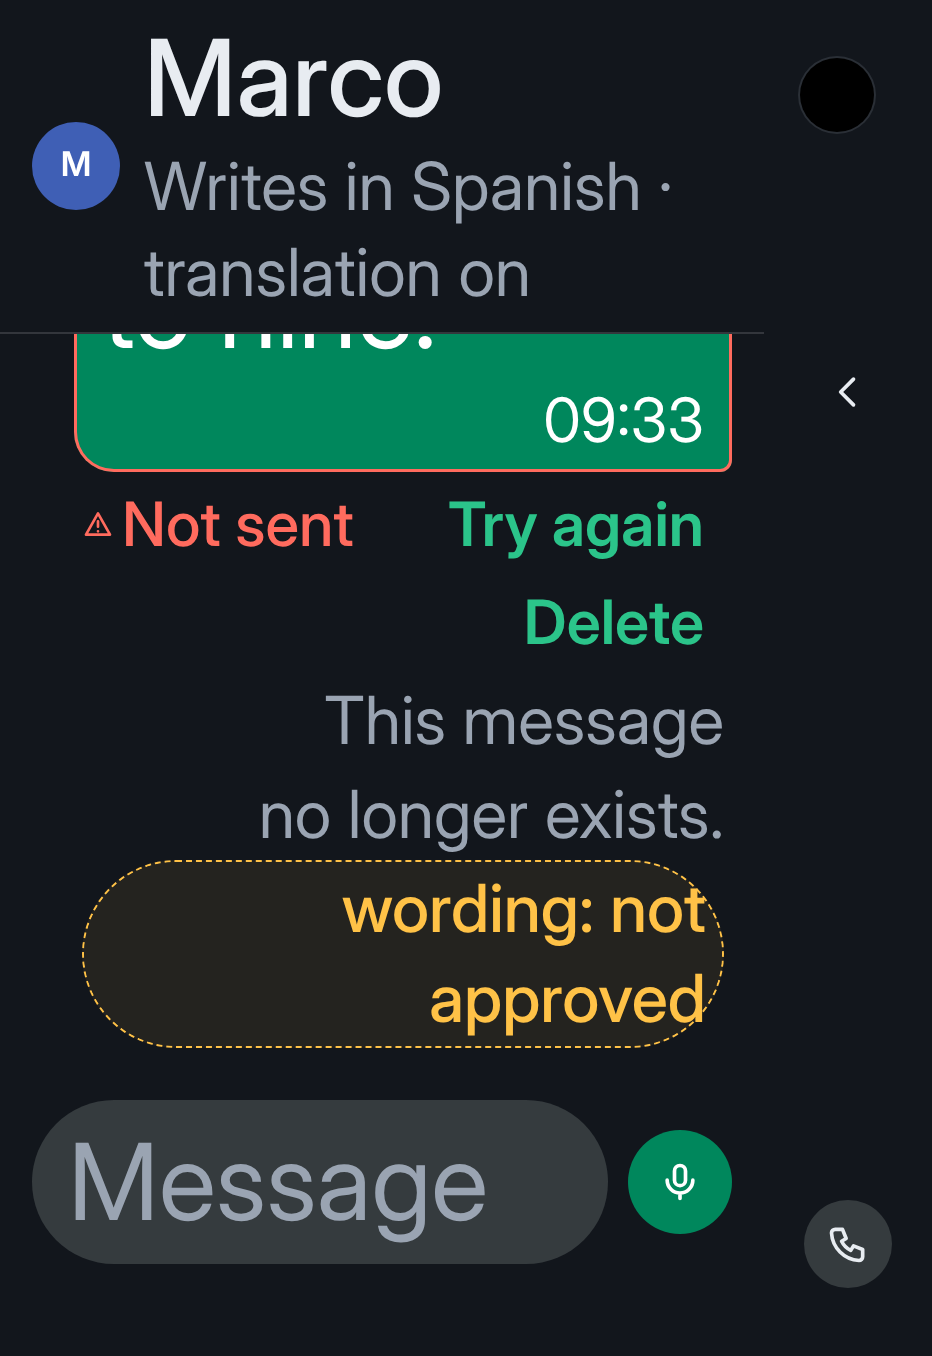 Marco
M
Writes in Spanish ·
translation on
09:33
Not sent
Try again
Delete
This message
no longer exists.
wording: not
approved
Message